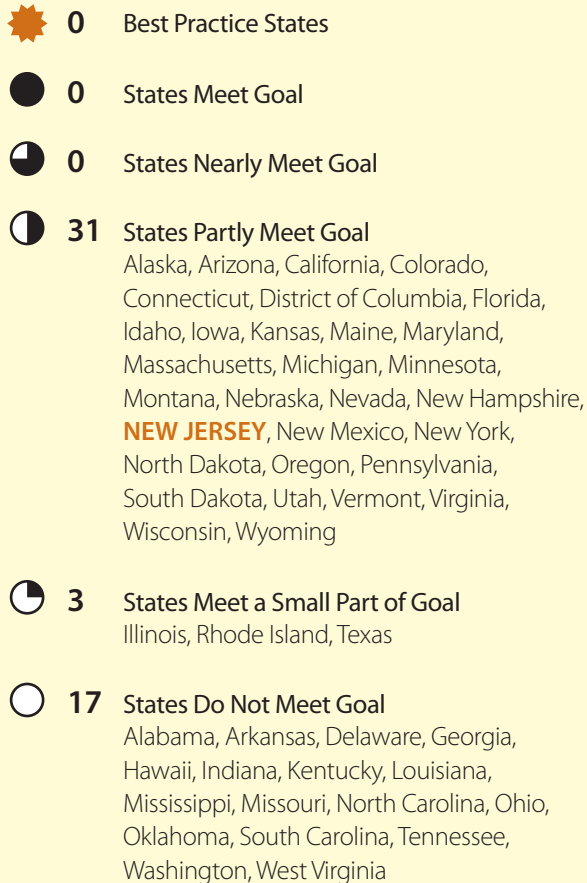 0 Best Practice States
0 States Meet Goal
0 States Nearly Meet Goal
31 States Partly Meet Goal
Alaska, Arizona, California, Colorado,
Connecticut, District of Columbia, Florida,
Idaho, Iowa, Kansas, Maine, Maryland,
Massachusetts, Michigan, Minnesota,
Montana, Nebraska, Nevada, New Hampshire,
NEW JERSEY, New Mexico, New York,
North Dakota, Oregon, Pennsylvania,
South Dakota, Utah, Vermont, Virginia,
Wisconsin, Wyoming
3 States Meet a Small Part of Goal
Illinois, Rhode Island, Texas
17 States Do Not Meet Goal
Alabama, Arkansas, Delaware, Georgia,
Hawaii, Indiana, Kentucky, Louisiana,
Mississippi, Missouri, North Carolina, Ohio,
Oklahoma, South Carolina, Tennessee,
Washington, West Virginia